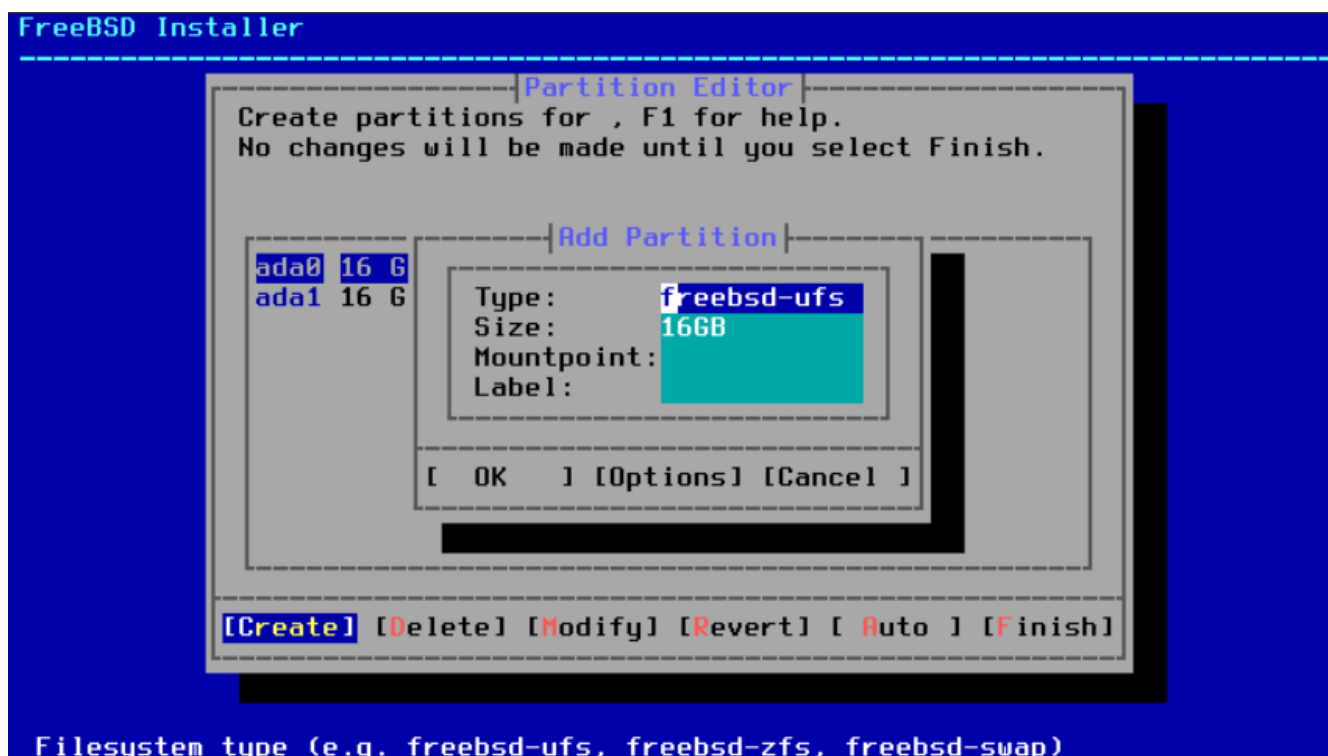 FreeBSD Installer
Partition Editor
Create partitions for , F1 for help.
No changes will be made until you select Finish.
Add Partition
ada0 16 G
ada1 16 G
Type: freebsd-ufs
Size: 16GB
Mountpoint:
Label:
[ OK ] [Options] [Cancel ]
[Create] [Delete] [Modify] [Revert] [ Auto ] [Finish]
Filesystem type (e.g. freebsd-ufs, freebsd-zfs, freebsd-swap)